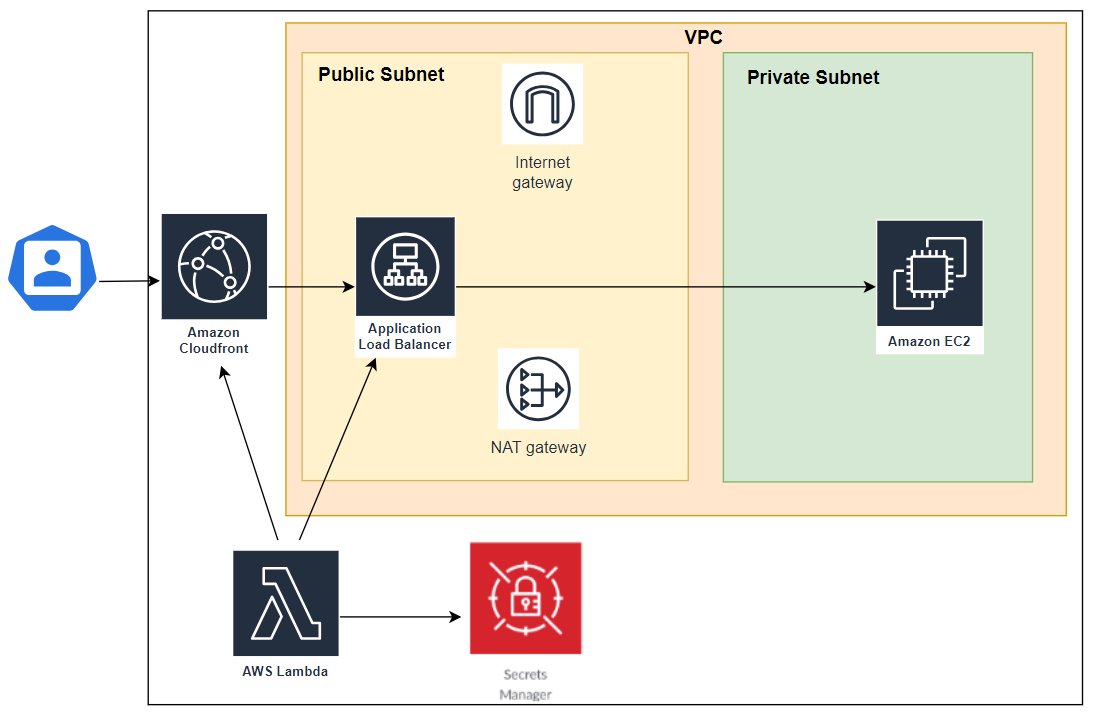 VPC
Public Subnet
Private Subnet
Internet
gateway
Amazon
Cloudfront
Application
Load Balancer
Amazon EC2
NAT gateway
AWS Lambda
Secrets
Manager